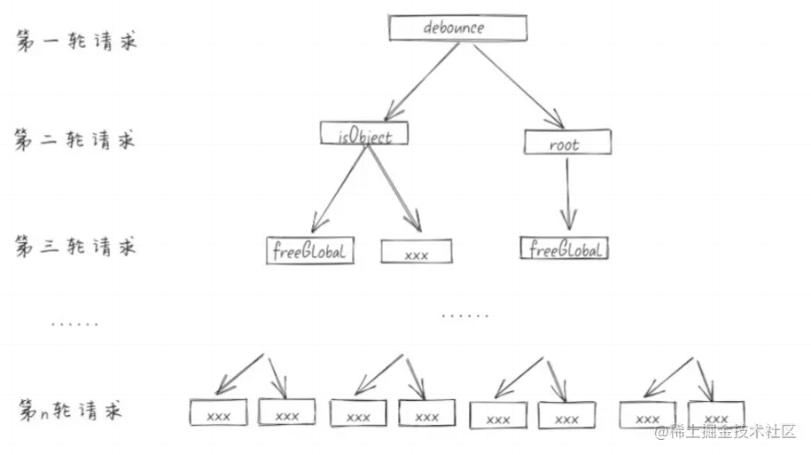 第一轮请求
debounce
第二轮请求
isObject
root
第三轮请求
freeGlobal
xxx
freeGlobal
......
......
第n轮请求
xxx
xxx
xxx
xxx
xxx
xxx
xxx
xxx
@稀土掘金技术社区